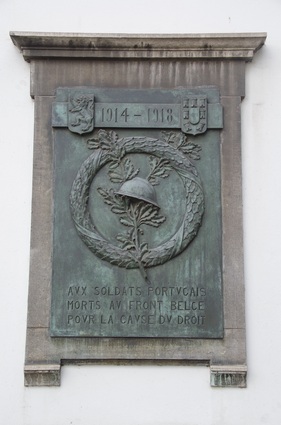 1914-1918
AVX SOLDATS PORTVGAIS
MORTS AV FRONT BELGE
POVR LA CAVSE DV DROIT